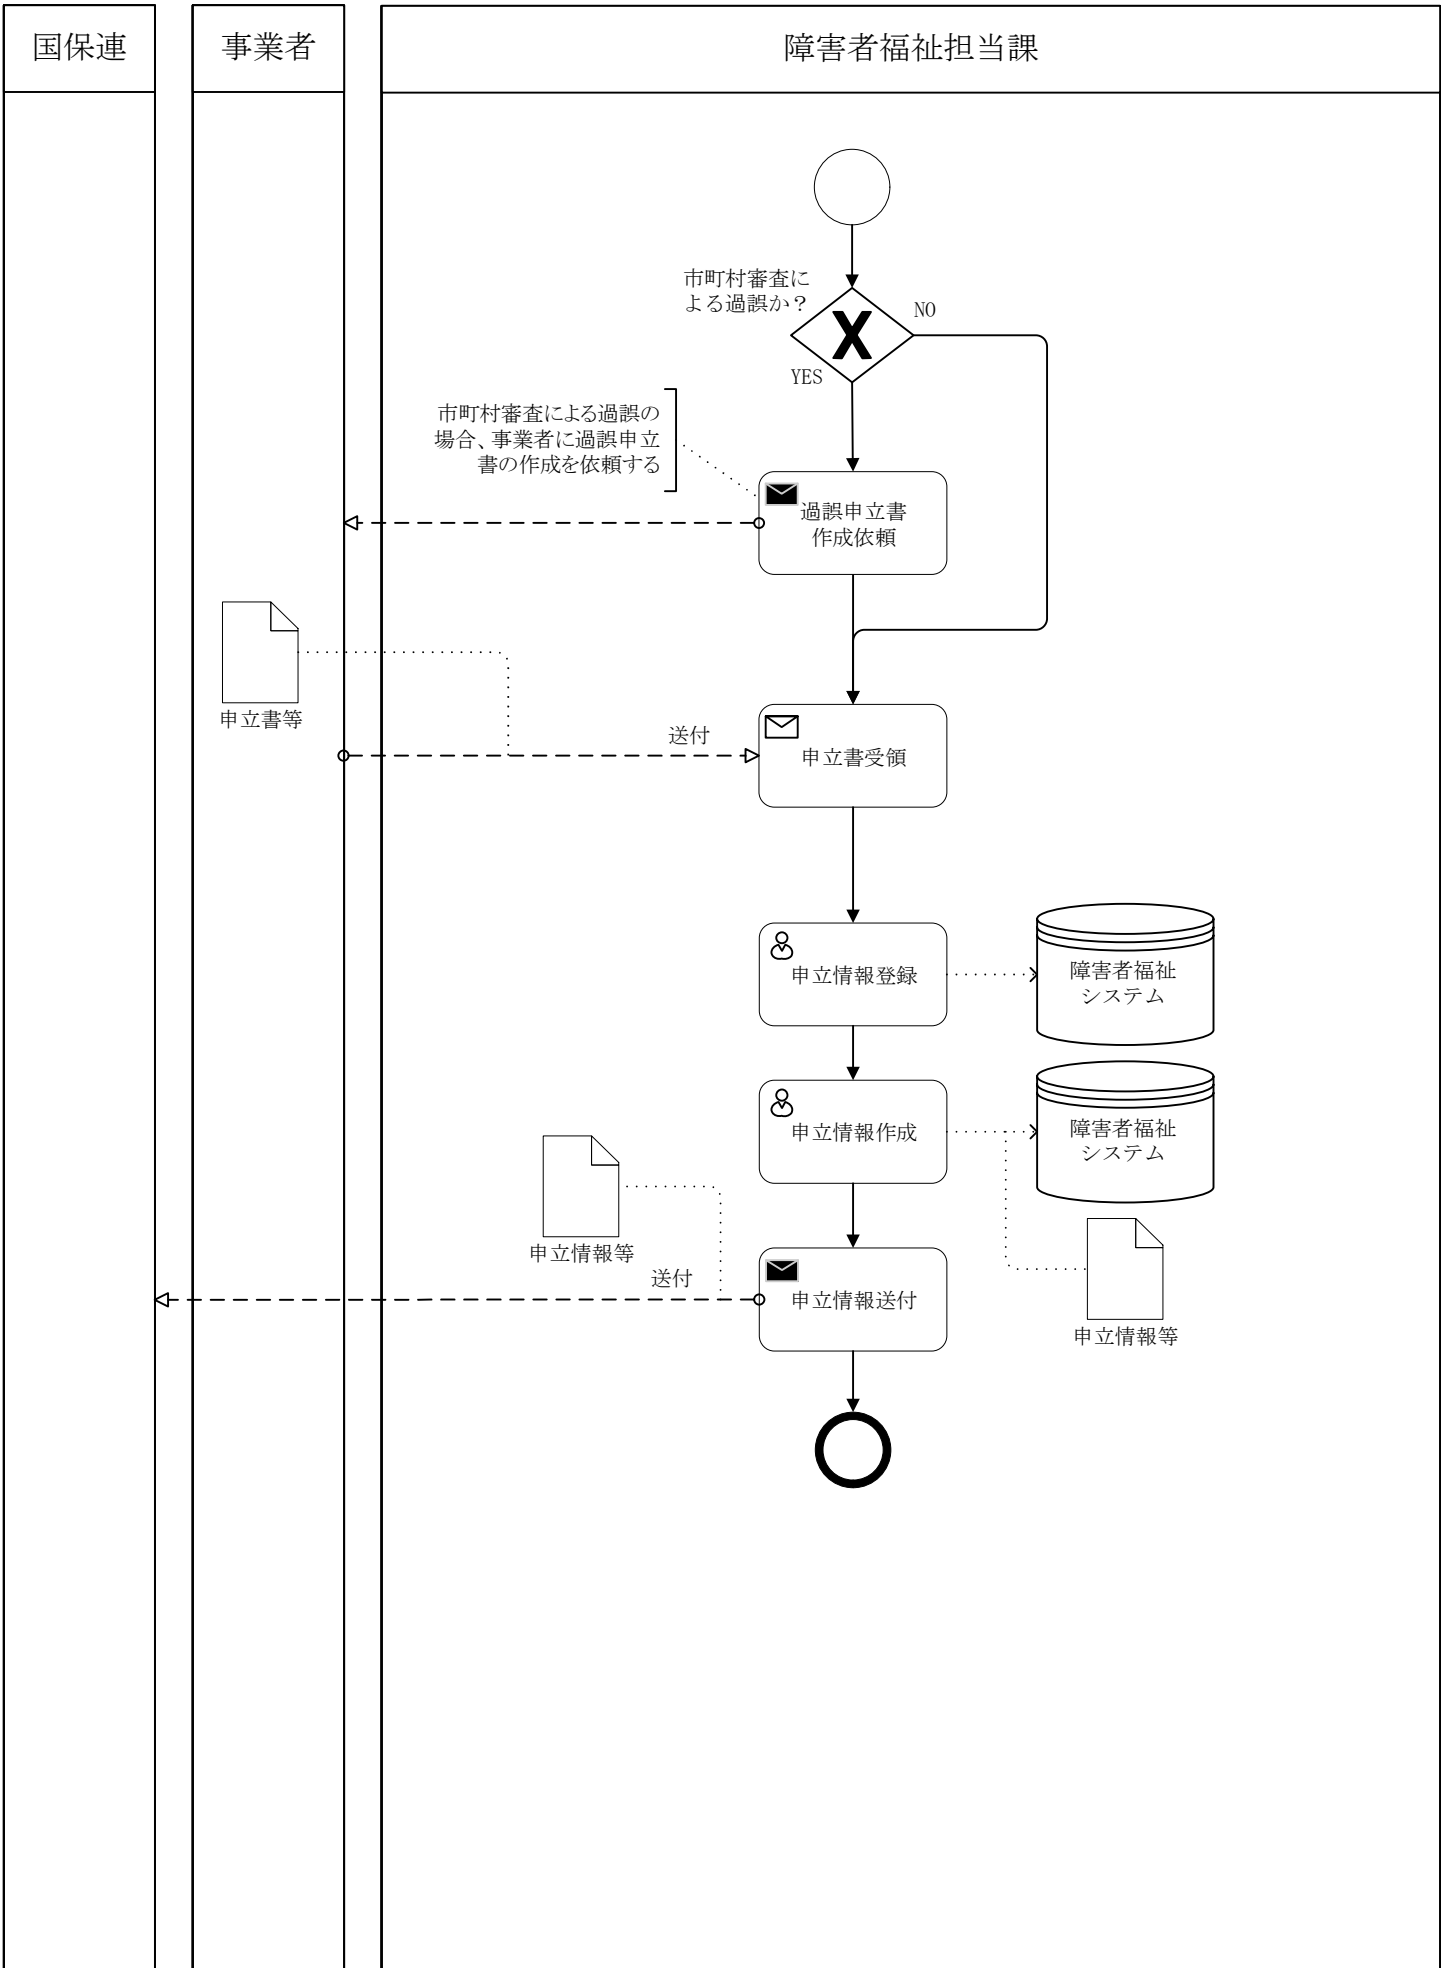 国保連
事業者
障害者福祉担当課
市町村審査に
よる過誤か？
NO
YES
市町村審査による過誤の
場合、事業者に過誤申立
書の作成を依頼する
過誤申立書
作成依頼
申立書等
送付
申立書受領
申立情報登録
障害者福祉
システム
申立情報作成
障害者福祉
システム
申立情報等
送付
申立情報送付
申立情報等